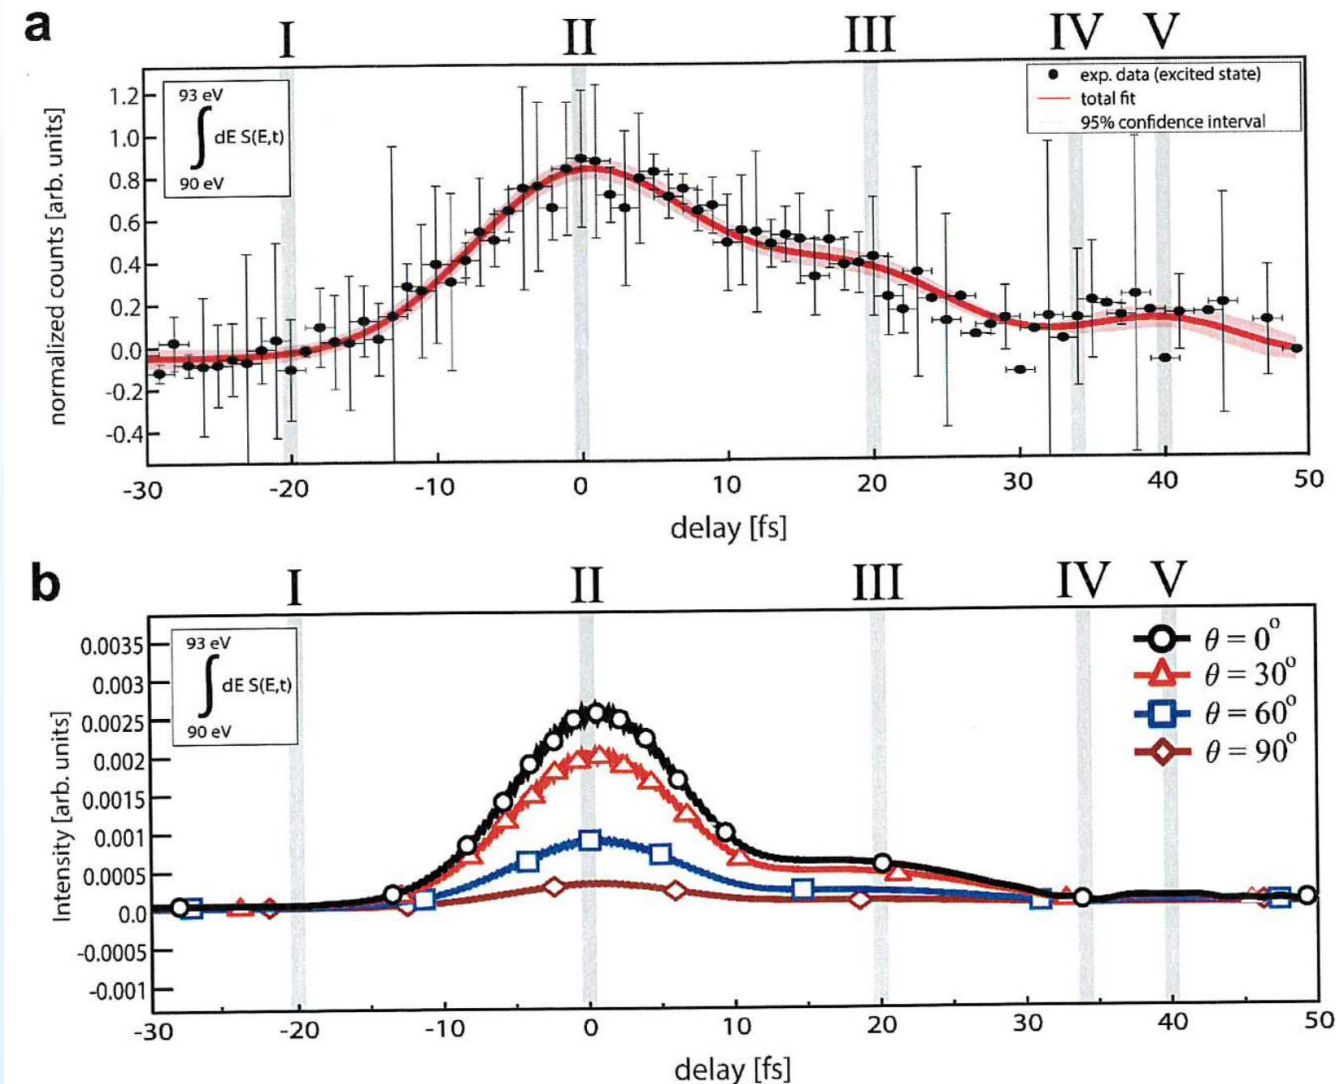 a
I II III IV V
93 eV
∫ dE S(E,t)
90 eV
exp. data (excited state)
total fit
95% confidence interval
normalized counts [arb. units]
1.2
1.0
0.8
0.6
0.4
0.2
0.0
-0.2
-0.4
-30 -20 -10 0 10 20 30 40 50
delay [fs]
b
I II III IV V
93 eV
∫ dE S(E,t)
90 eV
θ = 0°
θ = 30°
θ = 60°
θ = 90°
Intensity [arb. units]
0.0035
0.003
0.0025
0.002
0.0015
0.001
0.0005
0.0
-0.0005
-0.001
-30 -20 -10 0 10 20 30 40 50
delay [fs]